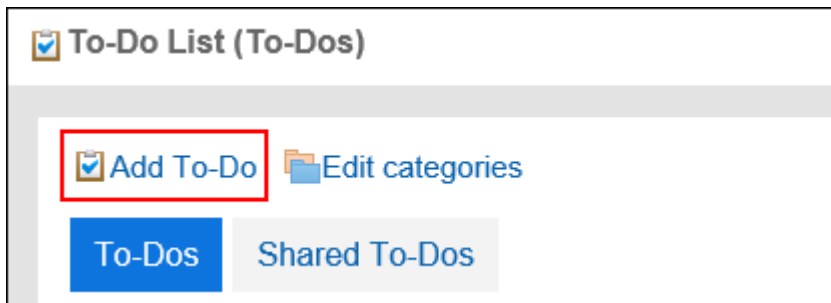 To-Do List (To-Dos)
Add To-Do Edit categories
To-Dos Shared To-Dos